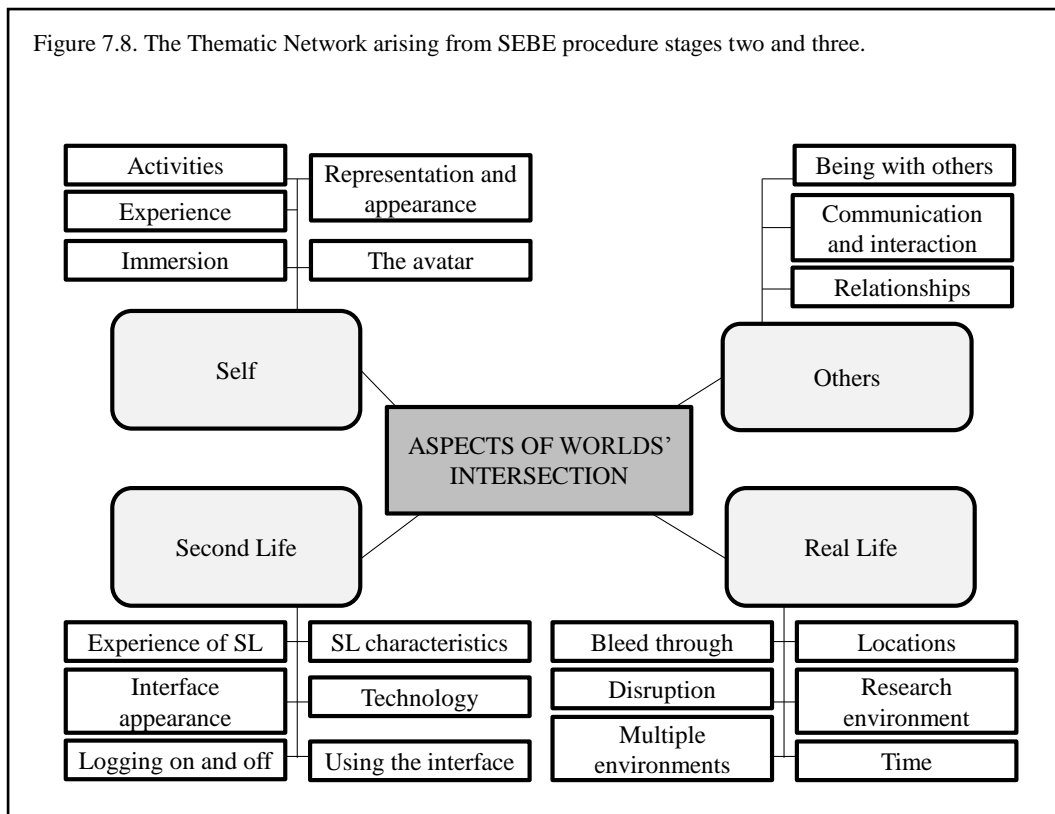 Figure 7.8. The Thematic Network arising from SEBE procedure stages two and three.
Activities
Experience
Immersion
Representation and
appearance
The avatar
Self
Being with others
Communication
and interaction
Relationships
Others
ASPECTS OF WORLDS’
INTERSECTION
Second Life
Experience of SL
Interface
appearance
Logging on and off
SL characteristics
Technology
Using the interface
Real Life
Bleed through
Disruption
Multiple
environments
Locations
Research
environment
Time